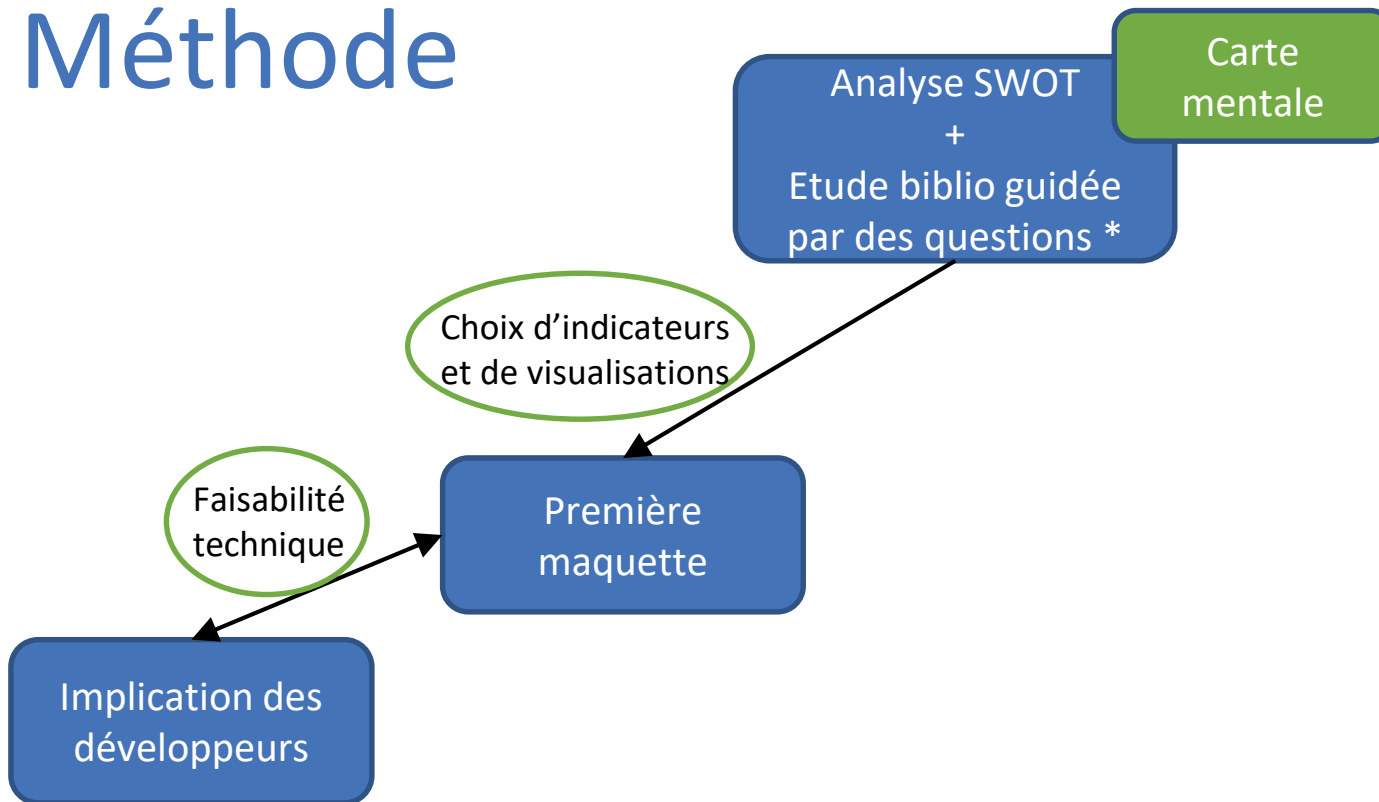 Méthode
Carte
mentale
Analyse SWOT
+
Etude biblio guidée
par des questions *
Choix d’indicateurs
et de visualisations
Faisabilité
technique
Première
maquette
Implication des
développeurs